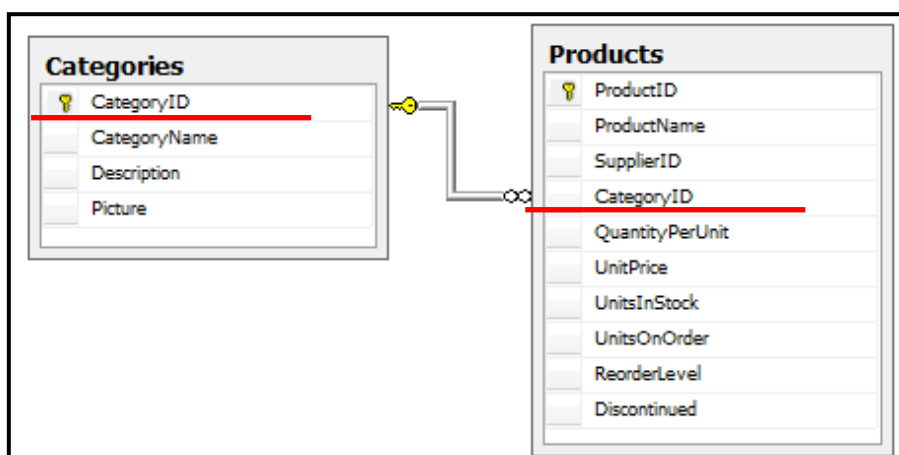 Categories
CategoryID
CategoryName
Description
Picture
Products
ProductID
ProductName
SupplierID
CategoryID
QuantityPerUnit
UnitPrice
UnitsInStock
UnitsOnOrder
ReorderLevel
Discontinued